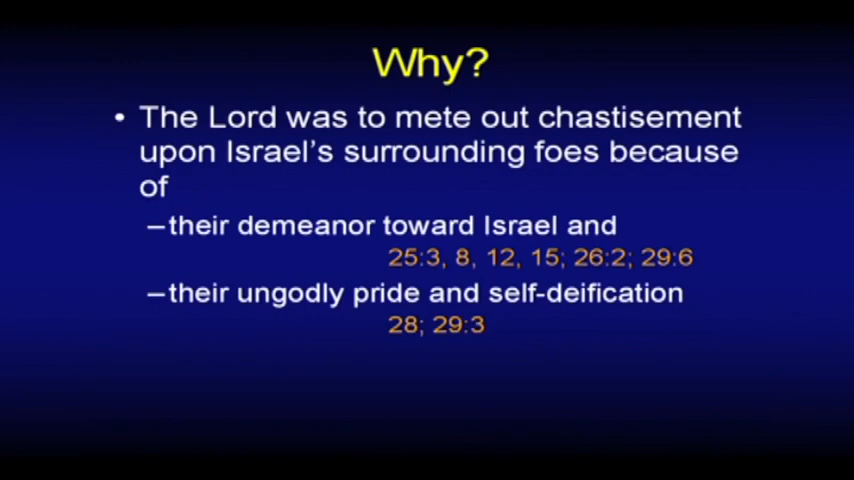 Why?
• The Lord was to mete out chastisement
upon Israel's surrounding foes because
of
–their demeanor toward Israel and
25:3, 8, 12, 15; 26:2; 29:6
–their ungodly pride and self-deification
28; 29:3